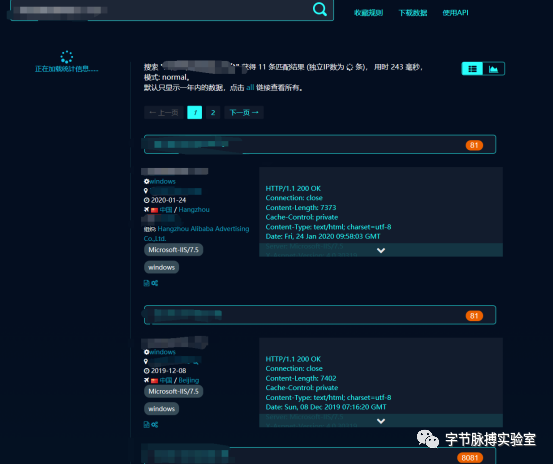 收藏规则 下载数据 使用API
正在加载统计信息......
搜索 获得 11 条匹配结果 (独立IP数为 条)， 用时 243 毫秒，
模式: normal。
默认只显示一年内的数据，点击 all 链接查看所有。
← 上一页 1 2 下一页 →
81
windows
2020-01-24
中国 / Hangzhou
组织: Hangzhou Alibaba Advertising
Co.,Ltd.
Microsoft-IIS/7.5
windows
HTTP/1.1 200 OK
Connection: close
Content-Length: 7373
Cache-Control: private
Content-Type: text/html; charset=utf-8
Date: Fri, 24 Jan 2020 09:58:03 GMT
81
windows
2019-12-08
中国 / Beijing
Microsoft-IIS/7.5
windows
HTTP/1.1 200 OK
Connection: close
Content-Length: 7402
Cache-Control: private
Content-Type: text/html; charset=utf-8
Date: Sun, 08 Dec 2019 07:16:20 GMT
8081
字节脉搏实验室